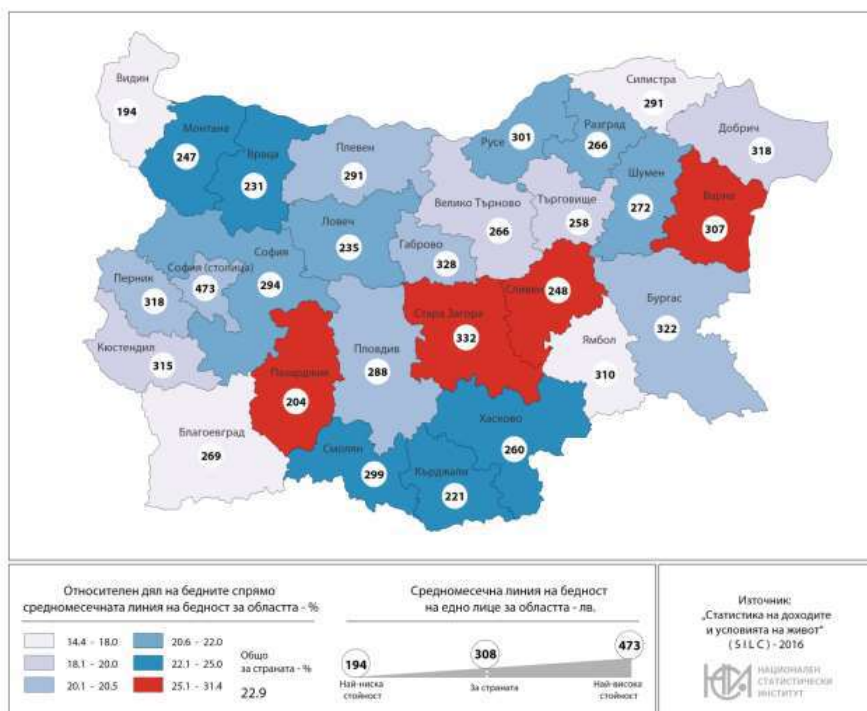 Видин
194
Монтана
247
Враца
231
Плевен
291
Силистра
291
Русе
301
Разград
266
Добрич
318
Шумен
272
Варна
307
Велико Търново
266
Търговище
258
Ловеч
235
Габрово
328
София
294
София (столица)
473
Перник
318
Кюстендил
315
Пазарджик
204
Пловдив
288
Стара Загора
332
Сливен
248
Бургас
322
Ямбол
310
Благоевград
269
Смолян
299
Хасково
260
Кърджали
221
Относителен дял на бедните спрямо
средномесечната линия на бедност за областта - %
14.4 - 18.0
18.1 - 20.0
20.1 - 20.5
20.6 - 22.0
22.1 - 25.0
25.1 - 31.4
Общо
за страната - %
22.9
Средномесечна линия на бедност
на едно лице за областта - лв.
194
308
473
Най-ниска
стойност
За страната
Най-висока
стойност
Източник:
„Статистика на доходите
и условията на живот“
( S I L C ) - 2016
НСИ
НАЦИОНАЛЕН
СТАТИСТИЧЕСКИ
ИНСТИТУТ